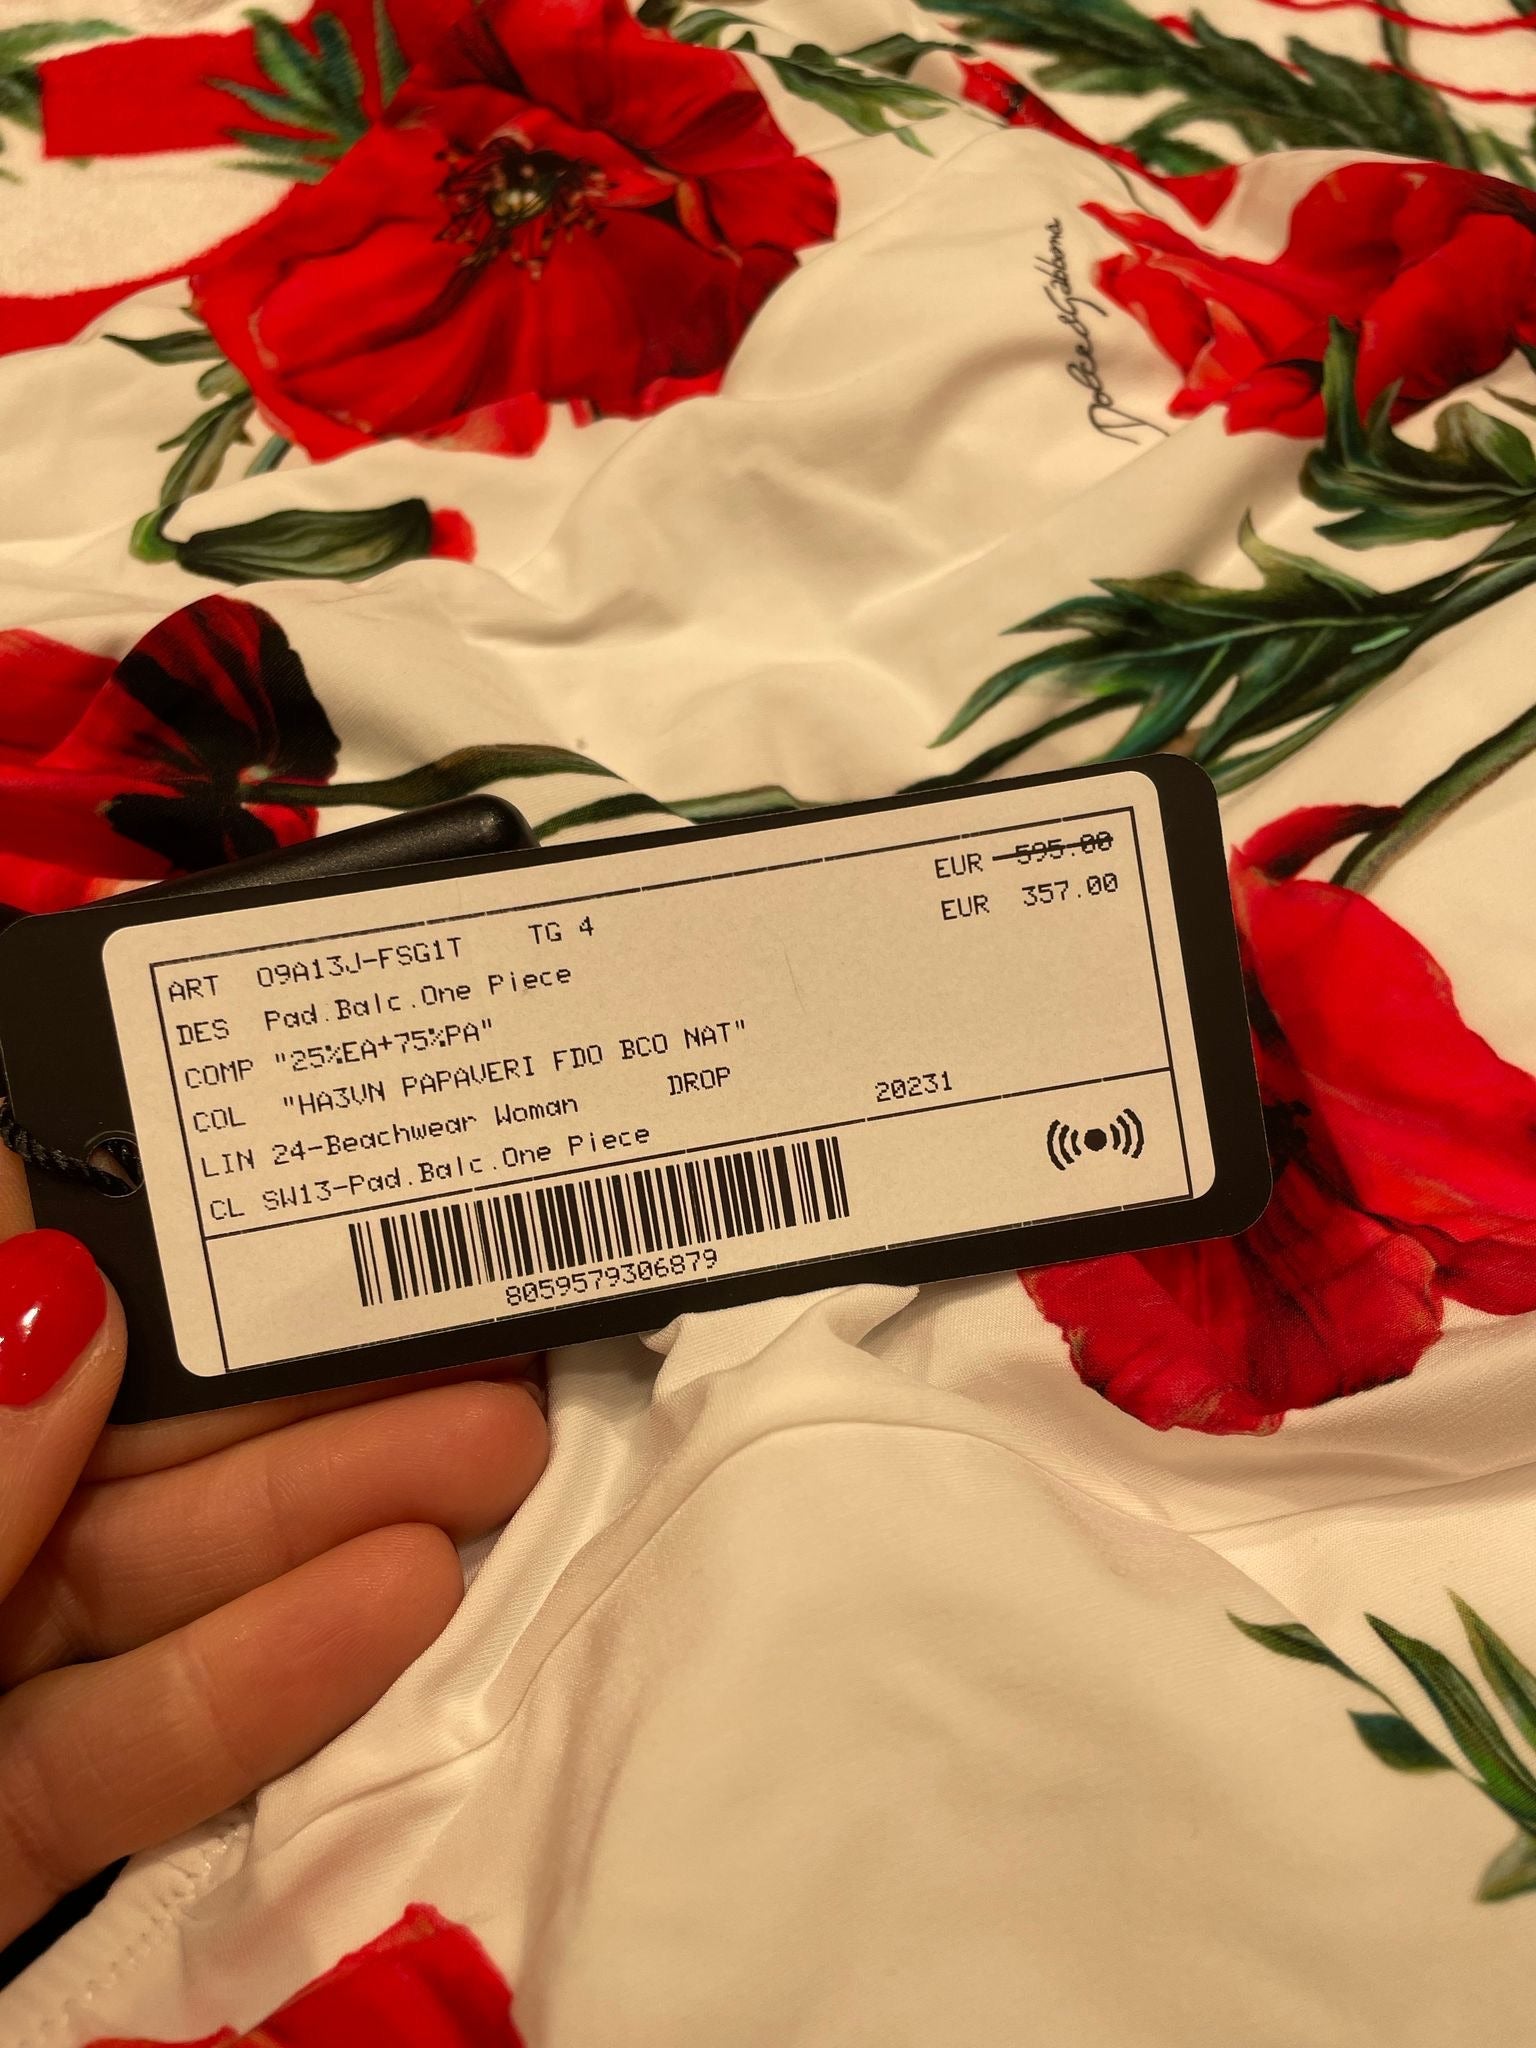 Dolce & Gabbana
EUR 595.00
ART O9A13J-FSG1T TG 4 EUR 357.00
DES Pad.Balc.One Piece
COMP "25%EA+75%PA"
COL "HA3VN PAPAVERI FDO BCO NAT"
LIN 24-Beachwear Woman DROP 20231
CL SW13-Pad.Balc.One Piece
8059579306879